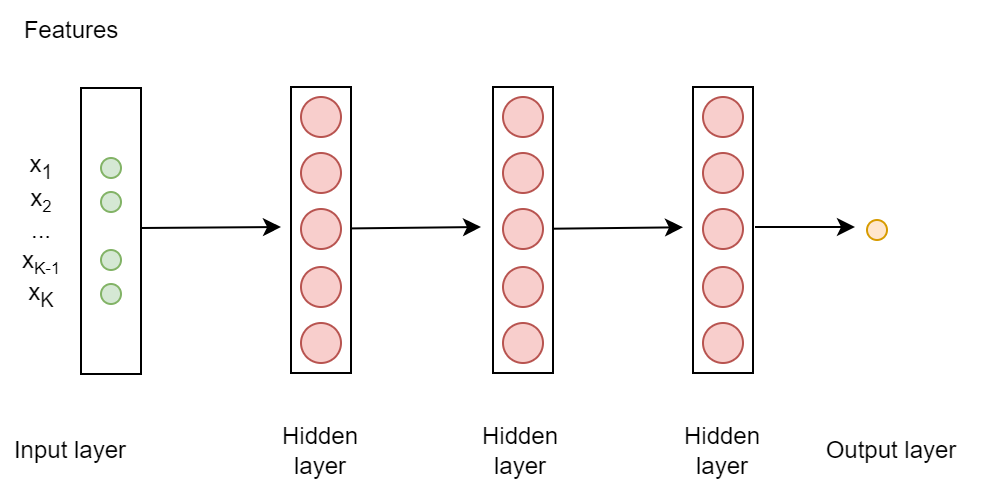 Features
x1
x2
...
xK-1
xK
Input layer
Hidden
layer
Hidden
layer
Hidden
layer
Output layer